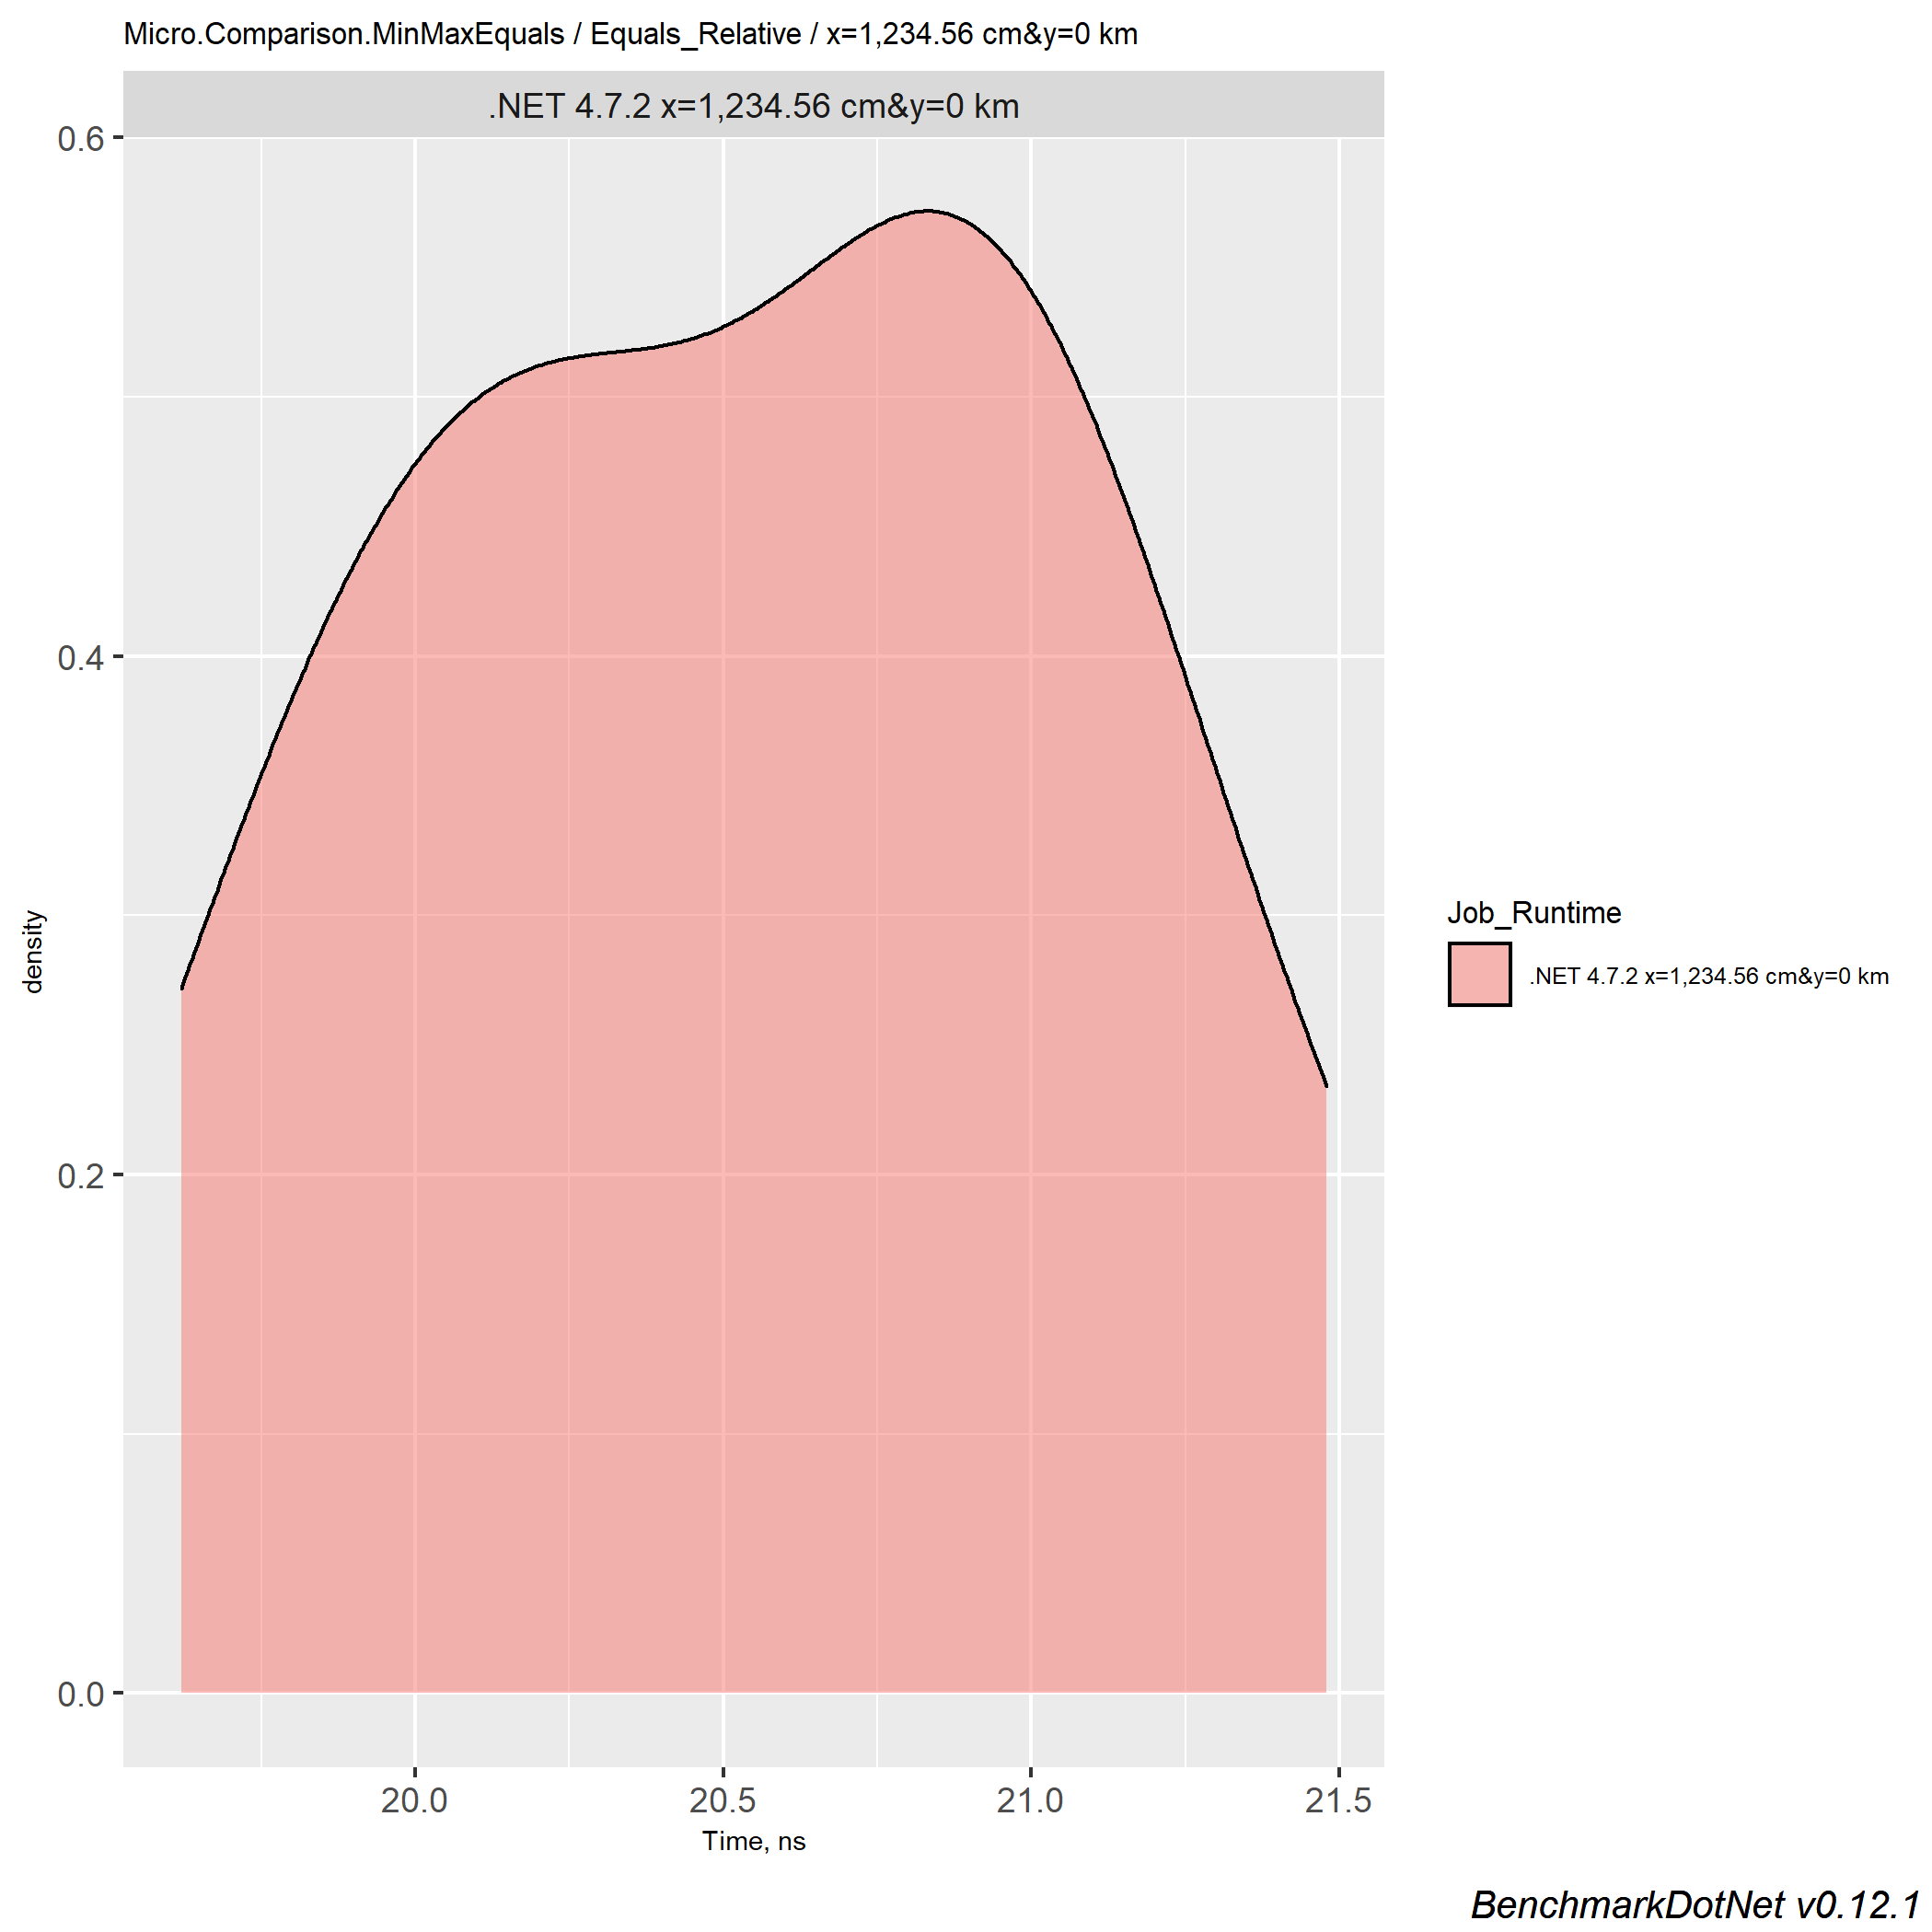 Micro.Comparison.MinMaxEquals / Equals_Relative / x=1,234.56 cm&y=0 km
.NET 4.7.2 x=1,234.56 cm&y=0 km
0.6
0.4
0.2
0.0
density
20.0 20.5 21.0 21.5
Time, ns
Job_Runtime
.NET 4.7.2 x=1,234.56 cm&y=0 km
BenchmarkDotNet v0.12.1